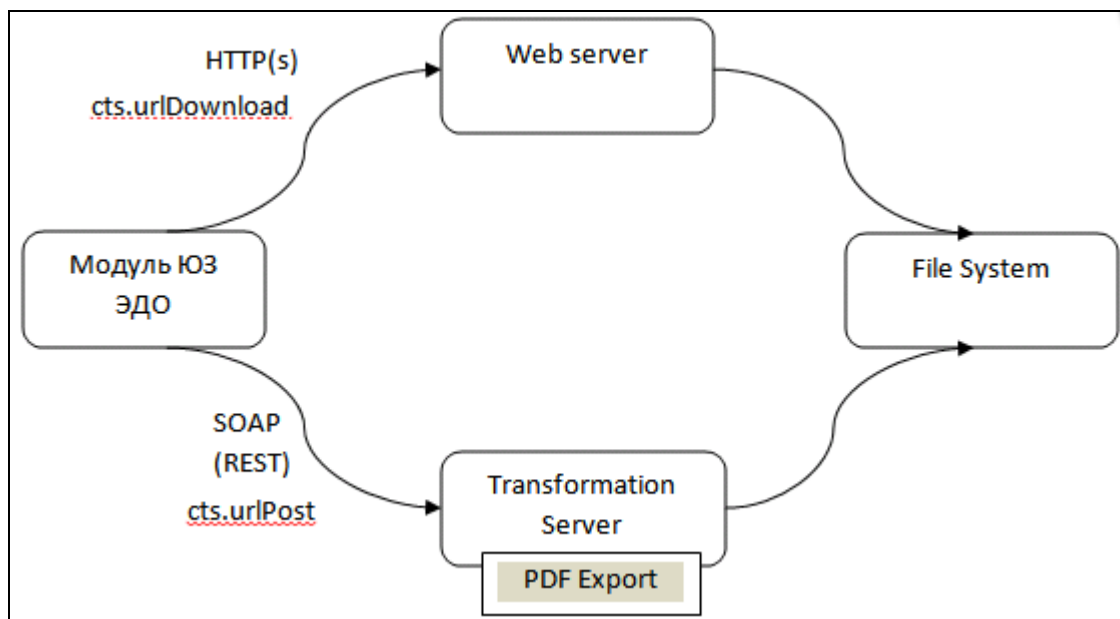 HTTP(s)
cts.urlDownload
Web server
Модуль ЮЗ
ЭДО
File System
SOAP
(REST)
cts.urlPost
Transformation
Server
PDF Export